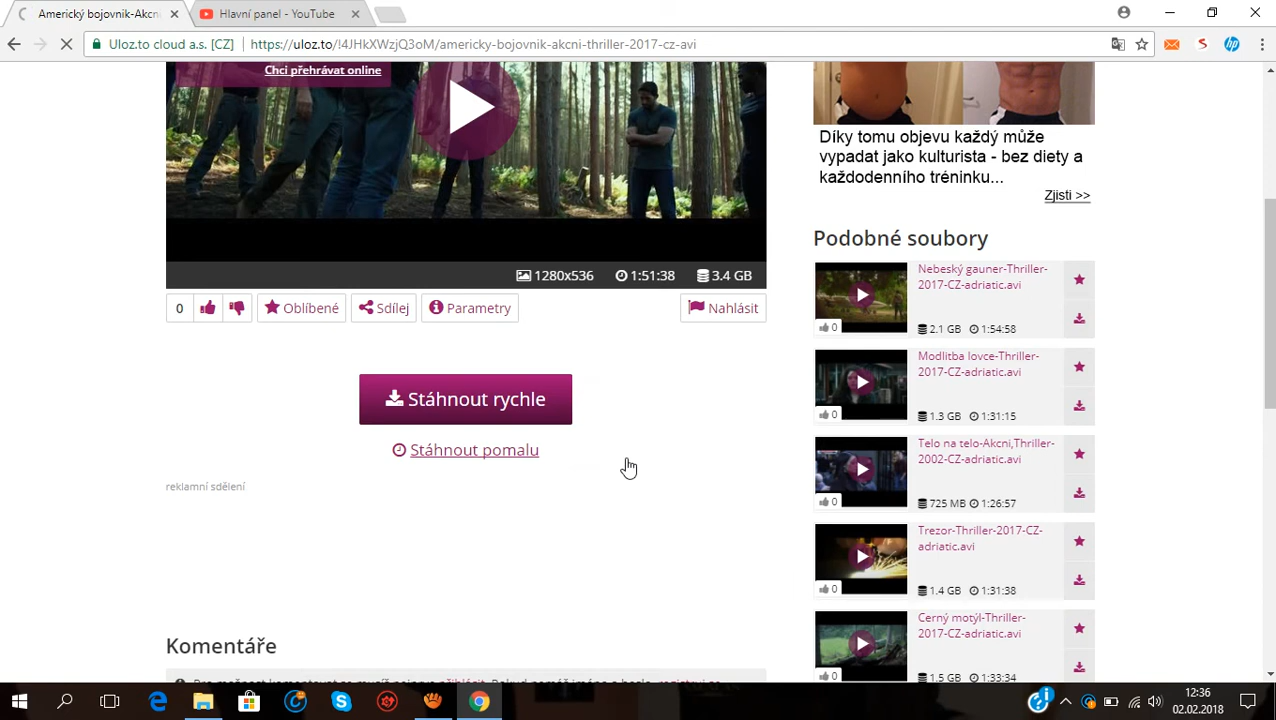 Americký bojovnik-Akcn
Hlavní panel - YouTube
Uloz.to cloud a.s. [CZ]
https://uloz.to/!4JHkXWzjQ3oM/americky-bojovnik-akcni-thriller-2017-cz-avi
Chci přehrávat online
1280x536 1:51:38 3.4 GB
0 Oblíbené Sdílej Parametry Nahlásit
Stáhnout rychle
Stáhnout pomalu
reklamní sdělení
Komentáře
Díky tomu objevu každý může
vypadat jako kulturista - bez diety a
každodenního tréninku...
Zjisti >>
Podobné soubory
Nebeský gauner-Thriller-
2017-CZ-adriatic.avi
0 2.1 GB 1:54:58
Modlitba lovce-Thriller-
2017-CZ-adriatic.avi
0 1.3 GB 1:31:15
Telo na telo-Akcni,Thriller-
2002-CZ-adriatic.avi
0 725 MB 1:26:57
Trezor-Thriller-2017-CZ-
adriatic.avi
0 1.4 GB 1:31:38
Cerný motýl-Thriller-
2017-CZ-adriatic.avi
0 1.5 GB 1:33:34
12:36
02.02.2018